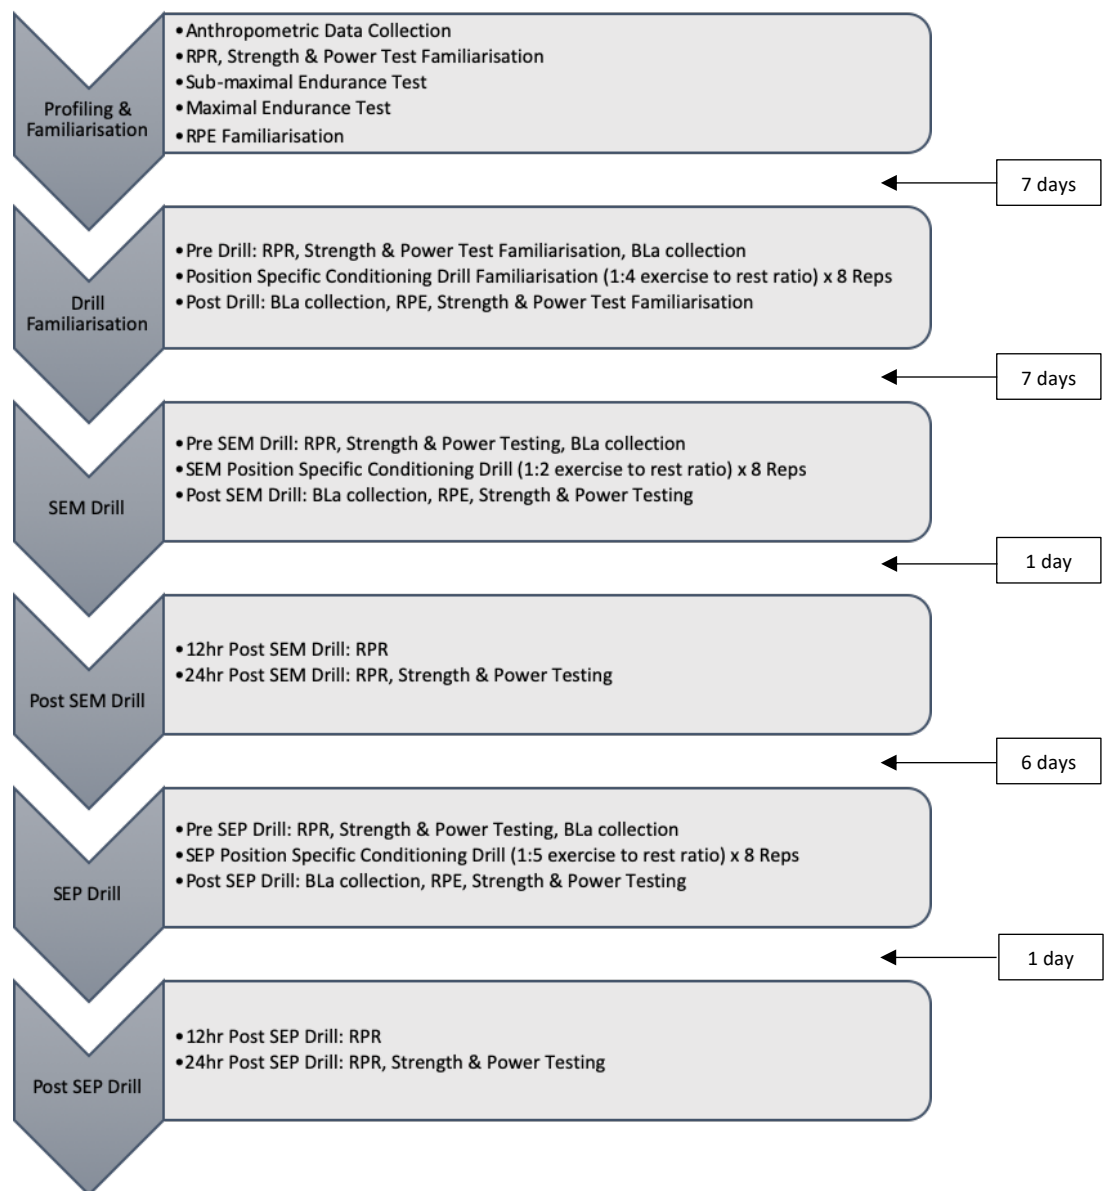 Profiling &
Familiarisation
•Anthropometric Data Collection
•RPR, Strength & Power Test Familiarisation
•Sub-maximal Endurance Test
•Maximal Endurance Test
•RPE Familiarisation
7 days
Drill
Familiarisation
•Pre Drill: RPR, Strength & Power Test Familiarisation, BLa collection
•Position Specific Conditioning Drill Familiarisation (1:4 exercise to rest ratio) x 8 Reps
•Post Drill: BLa collection, RPE, Strength & Power Test Familiarisation
7 days
SEM Drill
•Pre SEM Drill: RPR, Strength & Power Testing, BLa collection
•SEM Position Specific Conditioning Drill (1:2 exercise to rest ratio) x 8 Reps
•Post SEM Drill: BLa collection, RPE, Strength & Power Testing
1 day
Post SEM Drill
•12hr Post SEM Drill: RPR
•24hr Post SEM Drill: RPR, Strength & Power Testing
6 days
SEP Drill
•Pre SEP Drill: RPR, Strength & Power Testing, BLa collection
•SEP Position Specific Conditioning Drill (1:5 exercise to rest ratio) x 8 Reps
•Post SEP Drill: BLa collection, RPE, Strength & Power Testing
1 day
Post SEP Drill
•12hr Post SEP Drill: RPR
•24hr Post SEP Drill: RPR, Strength & Power Testing